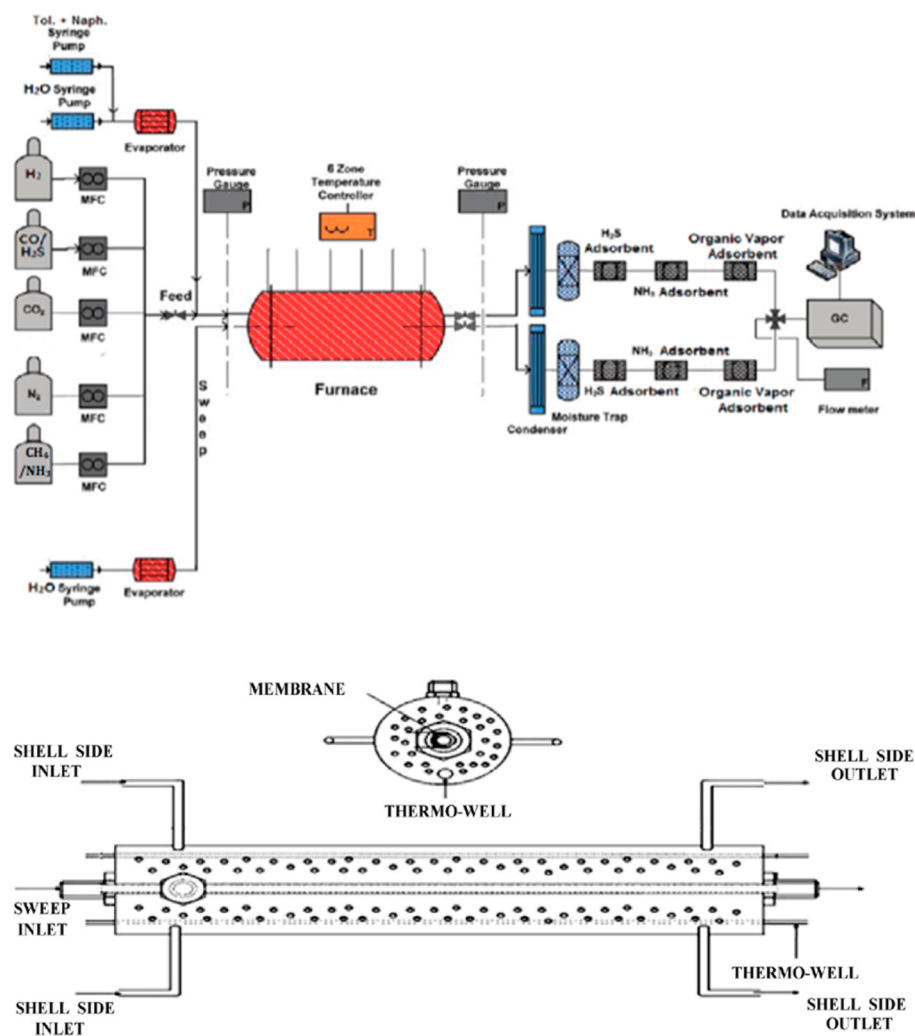 Tol. + Naph.
Syringe
Pump
H2O Syringe
Pump
Evaporator
H2
MFC
CO/
H2S
MFC
CO2
MFC
N2
MFC
CH4
/NH3
MFC
H2O Syringe
Pump
Evaporator
Feed
Sweep
Pressure
Gauge
P
6 Zone
Temperature
Controller
T
Furnace
Pressure
Gauge
P
H2S
Adsorbent
NH3 Adsorbent
Organic Vapor
Adsorbent
Data Acquisition System
GC
NH3 Adsorbent
H2S Adsorbent
Organic Vapor
Adsorbent
Moisture Trap
Condenser
F
Flow meter
MEMBRANE
THERMO-WELL
SHELL SIDE
INLET
SHELL SIDE
OUTLET
SWEEP
INLET
THERMO-WELL
SHELL SIDE
INLET
SHELL SIDE
OUTLET